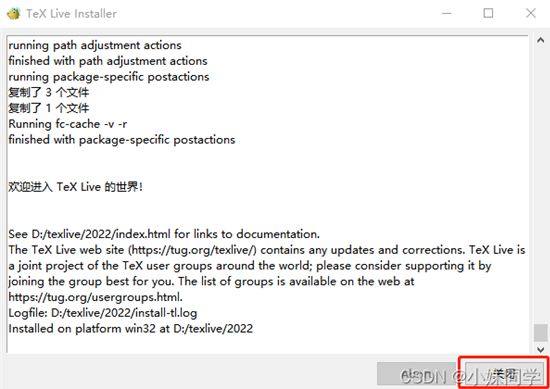 TeX Live Installer
running path adjustment actions
finished with path adjustment actions
running package-specific postactions
复制了 3 个文件
复制了 1 个文件
Running fc-cache -v -r
finished with package-specific postactions
欢迎进入 TeX Live 的世界！
See D:/texlive/2022/index.html for links to documentation.
The TeX Live web site (https://tug.org/texlive/) contains any updates and corrections. TeX Live is
a joint project of the TeX user groups around the world; please consider supporting it by
joining the group best for you. The list of groups is available on the web at
https://tug.org/usergroups.html.
Logfile: D:/texlive/2022/install-tl.log
Installed on platform win32 at D:/texlive/2022
关闭
CSDN @小妹同学